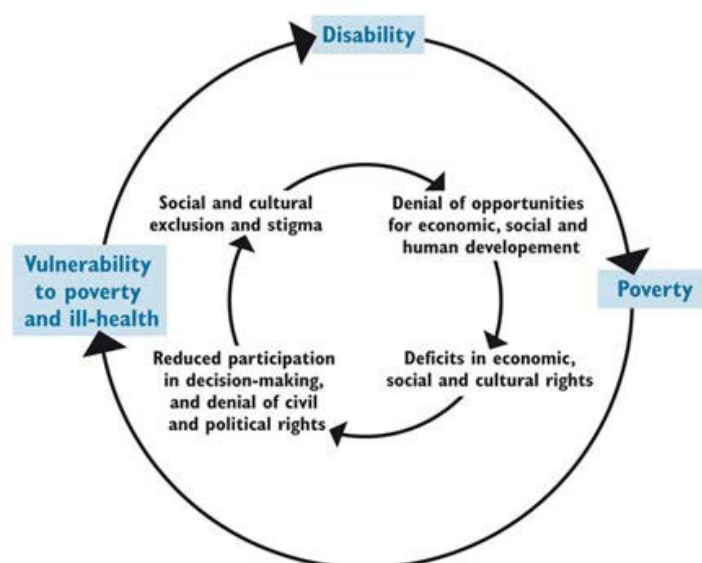 Disability
Social and cultural
exclusion and stigma
Denial of opportunities
for economic, social and
human developement
Vulnerability
to poverty
and ill-health
Poverty
Reduced participation
in decision-making,
and denial of civil
and political rights
Deficits in economic,
social and cultural rights